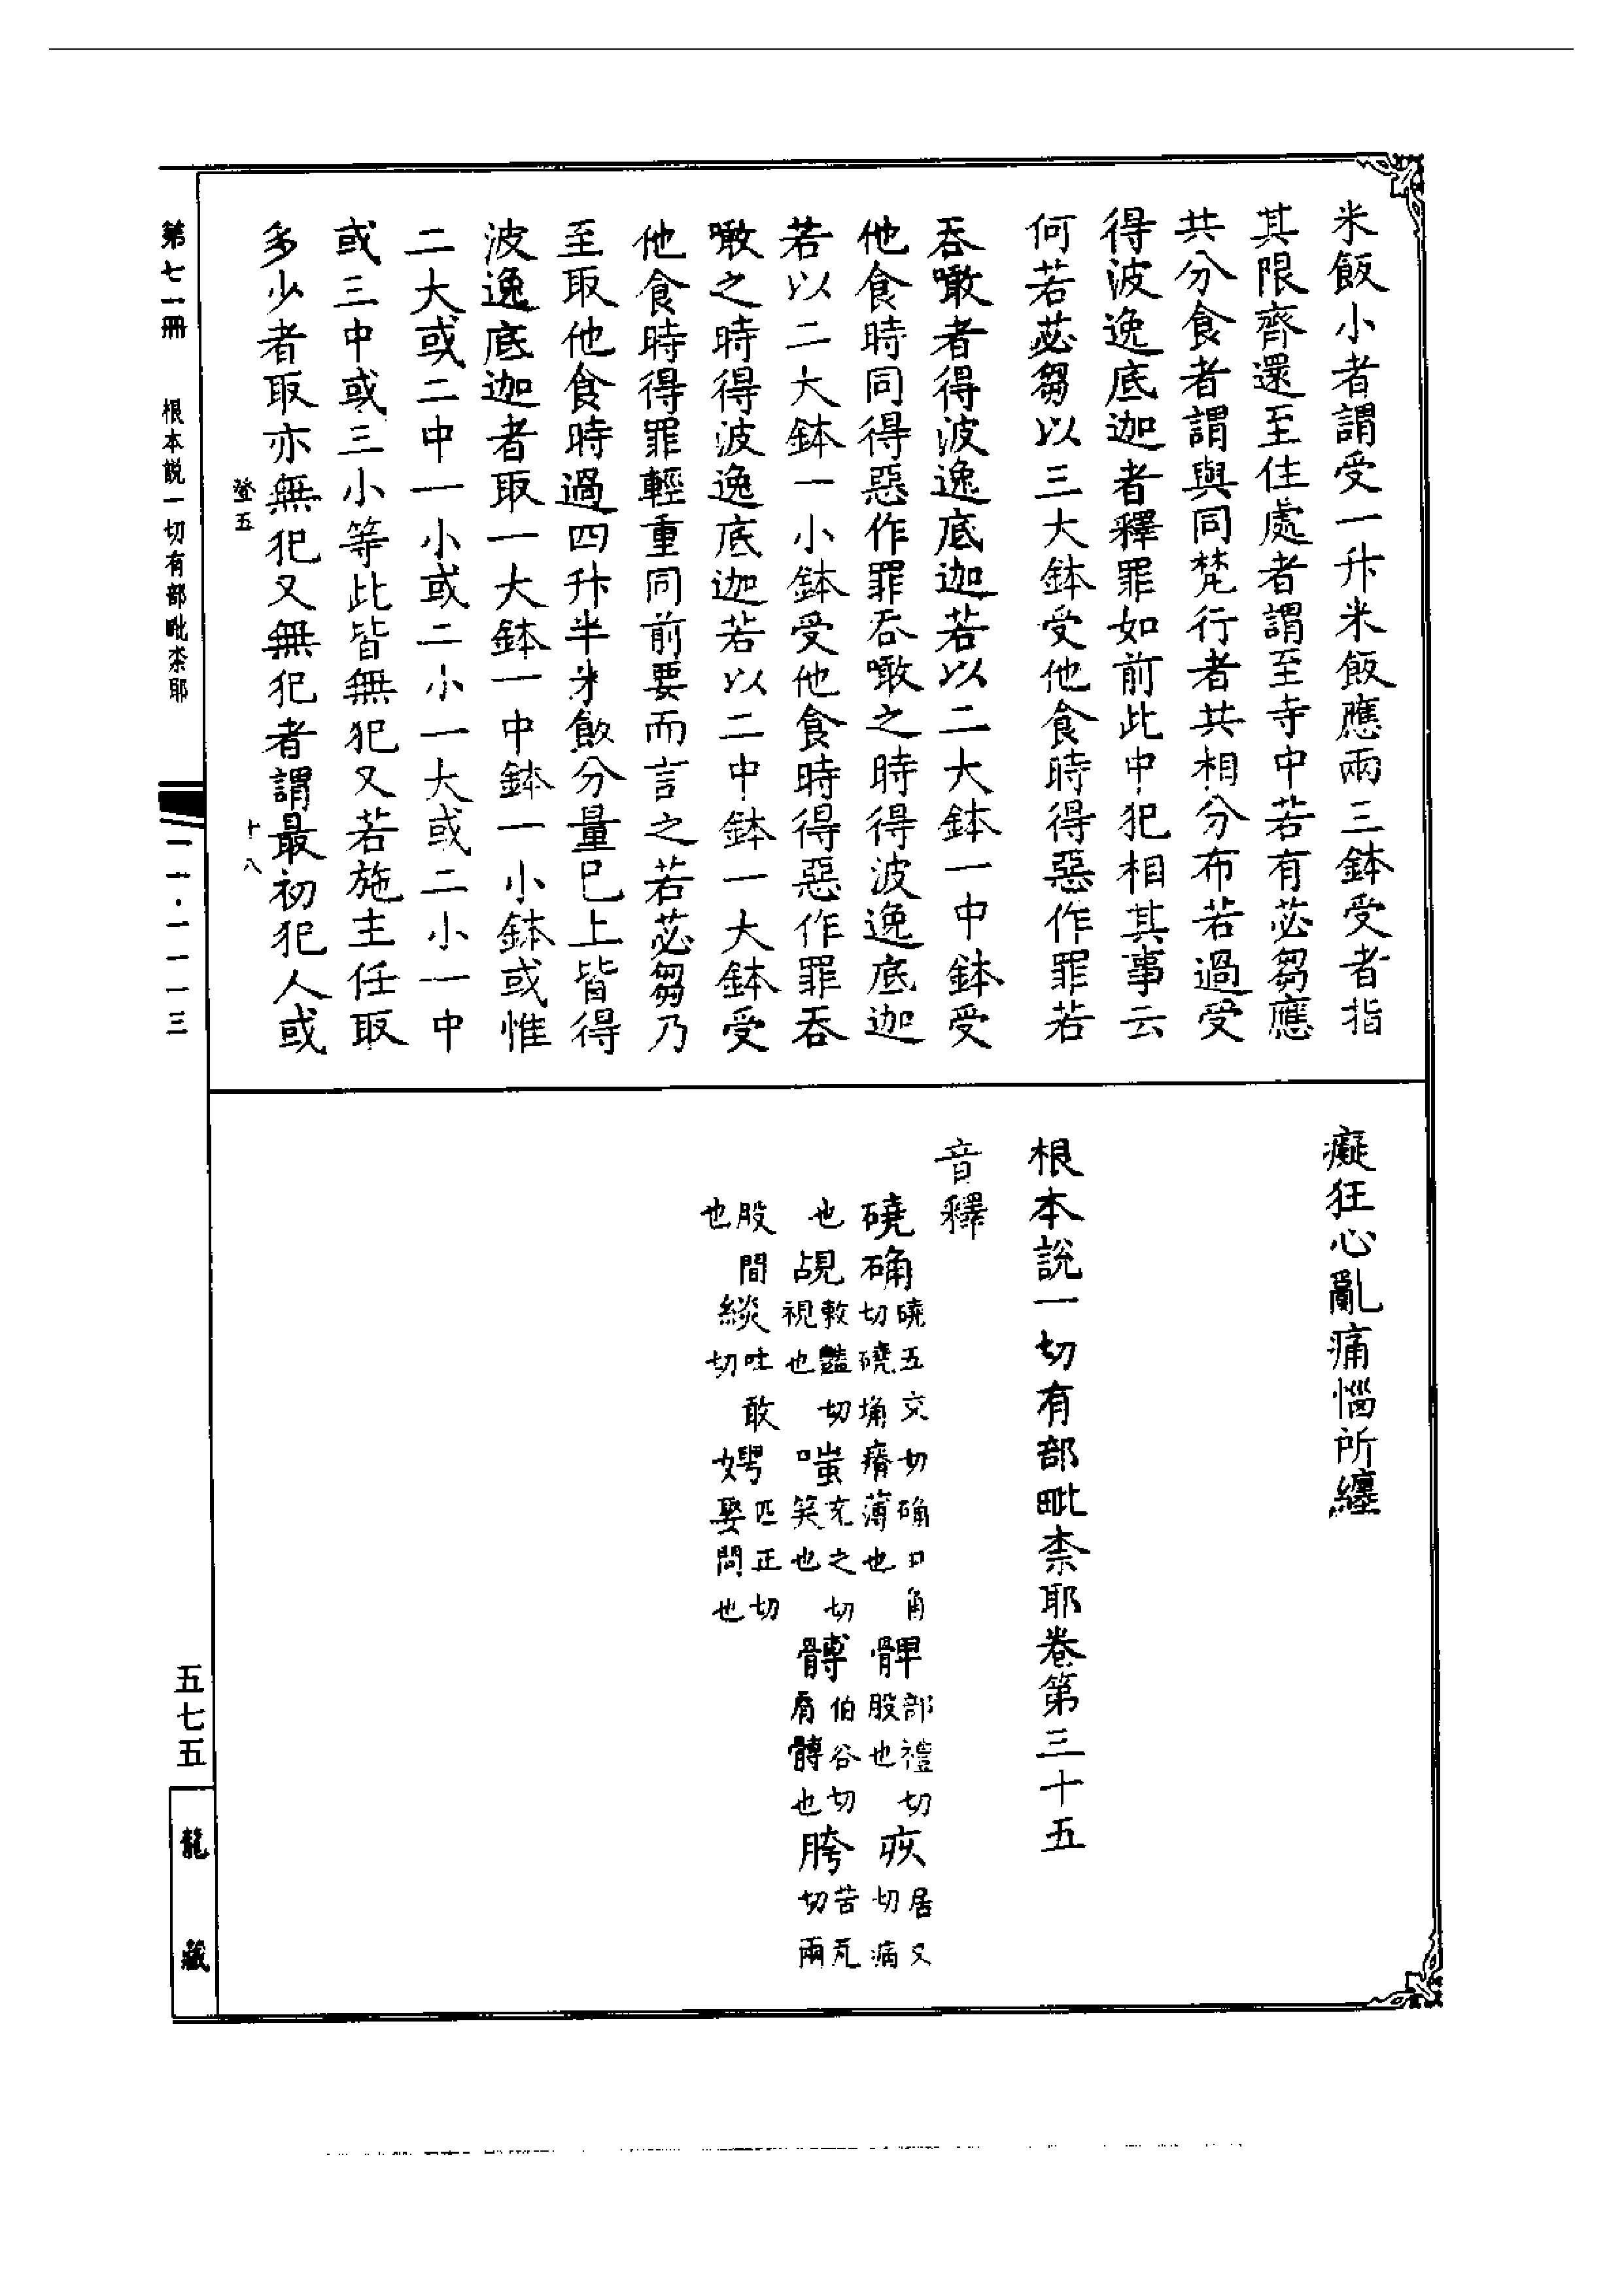 米飯小者謂受一升米飯應兩三鉢受者指
其限齊還至住處者謂至寺中若有苾芻應
共分食者謂與同梵行者共相分布若過受
得波逸底迦者釋罪如前此中犯相其事云
何若苾芻以三大鉢受他食時得惡作罪若
吞噉者得波逸底迦若以二大鉢一中鉢受
他食時同得惡作罪吞噉之時得波逸底迦
若以二大鉢一小鉢受他食時得惡作罪吞
噉之時得波逸底迦若以二中鉢一大鉢受
他食時得罪輕重同前要而言之若苾芻乃
至取他食時過四升半米飯分量已上皆得
波逸底迦者取一大鉢一中鉢一小鉢或惟
二大或二中一小或二小一大或二小一中
或三中或三小等此皆無犯又若施主任取
多少者取亦無犯又無犯者謂最初犯人或
登五 十八
癡狂心亂痛惱所纏
根本說一切有部毗柰耶卷第三十五
音釋
磽确磽五交切确口角切磽埆瘠薄也髀部禮切股也疚居又切病
也覘敕豔切視也嗤充之切笑也髆伯谷切肩髆也胯苦瓦切兩
股間也緂吐敢切娉匹正切娶問也
第七一冊 根本説一切有部毗柰耶 一一·一一一三 五七五 龍藏